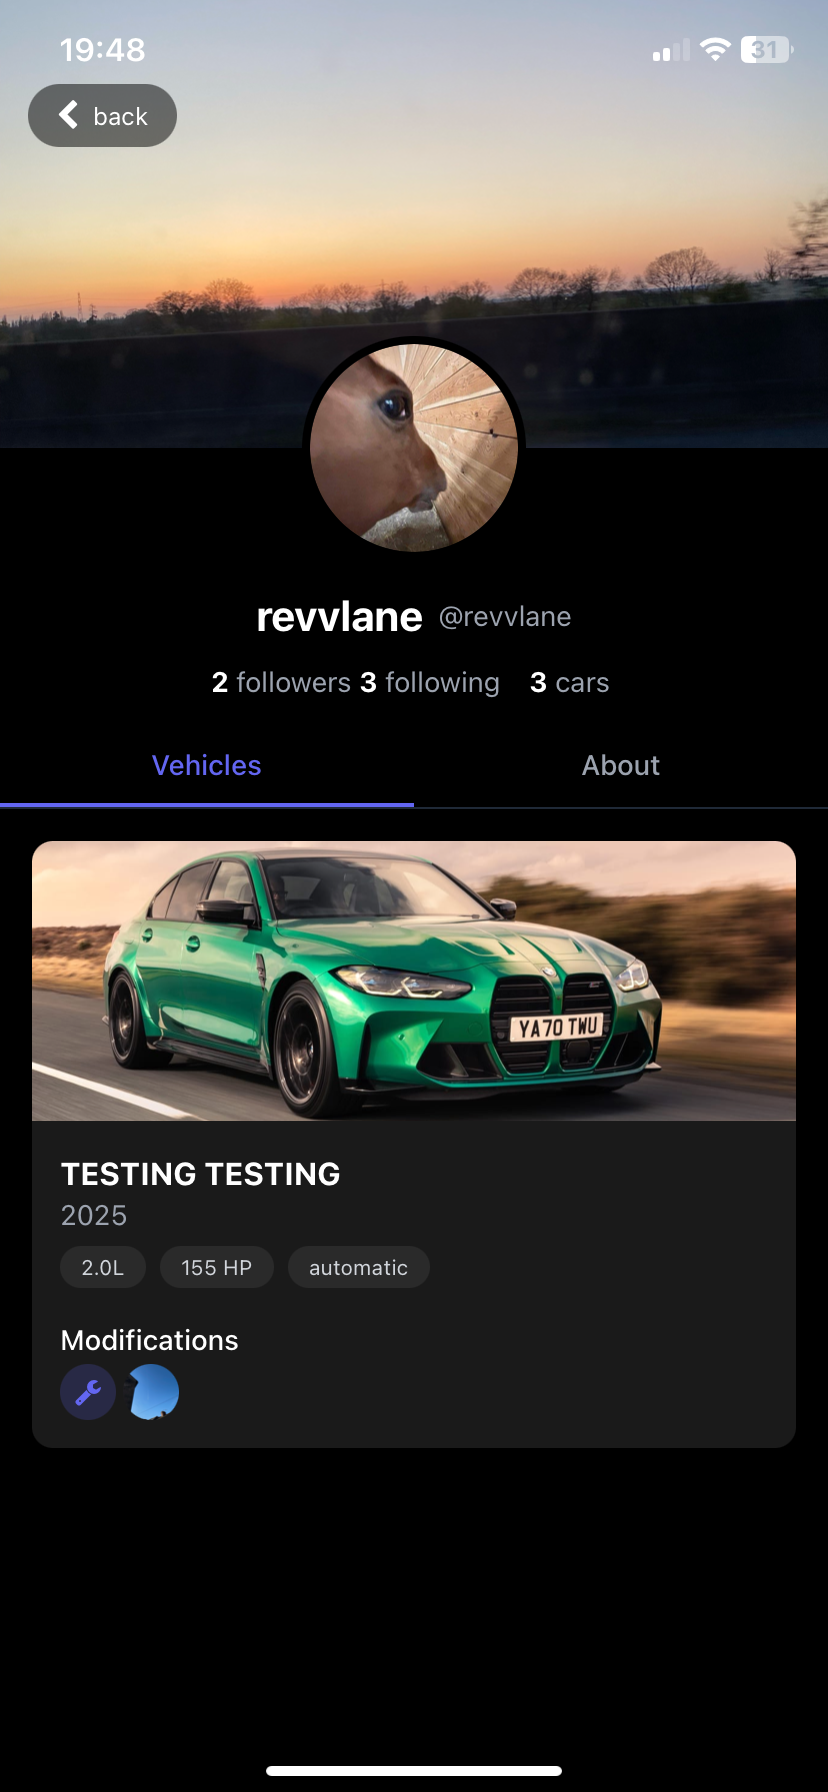 19:48
31
back
revvlane @revvlane
2 followers 3 following 3 cars
Vehicles About
YA70 TWU
TESTING TESTING
2025
2.0L 155 HP automatic
Modifications